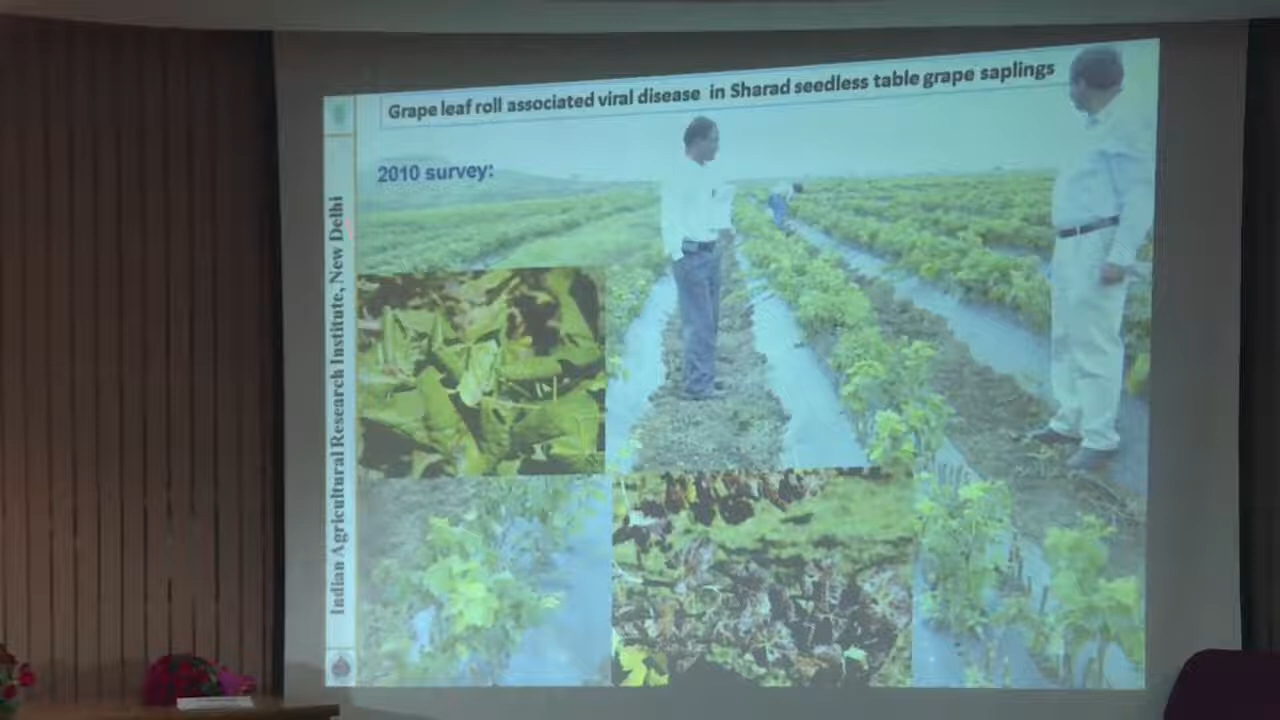 Grape leaf roll associated viral disease in Sharad seedless table grape saplings
2010 survey:
Indian Agricultural Research Institute, New Delhi